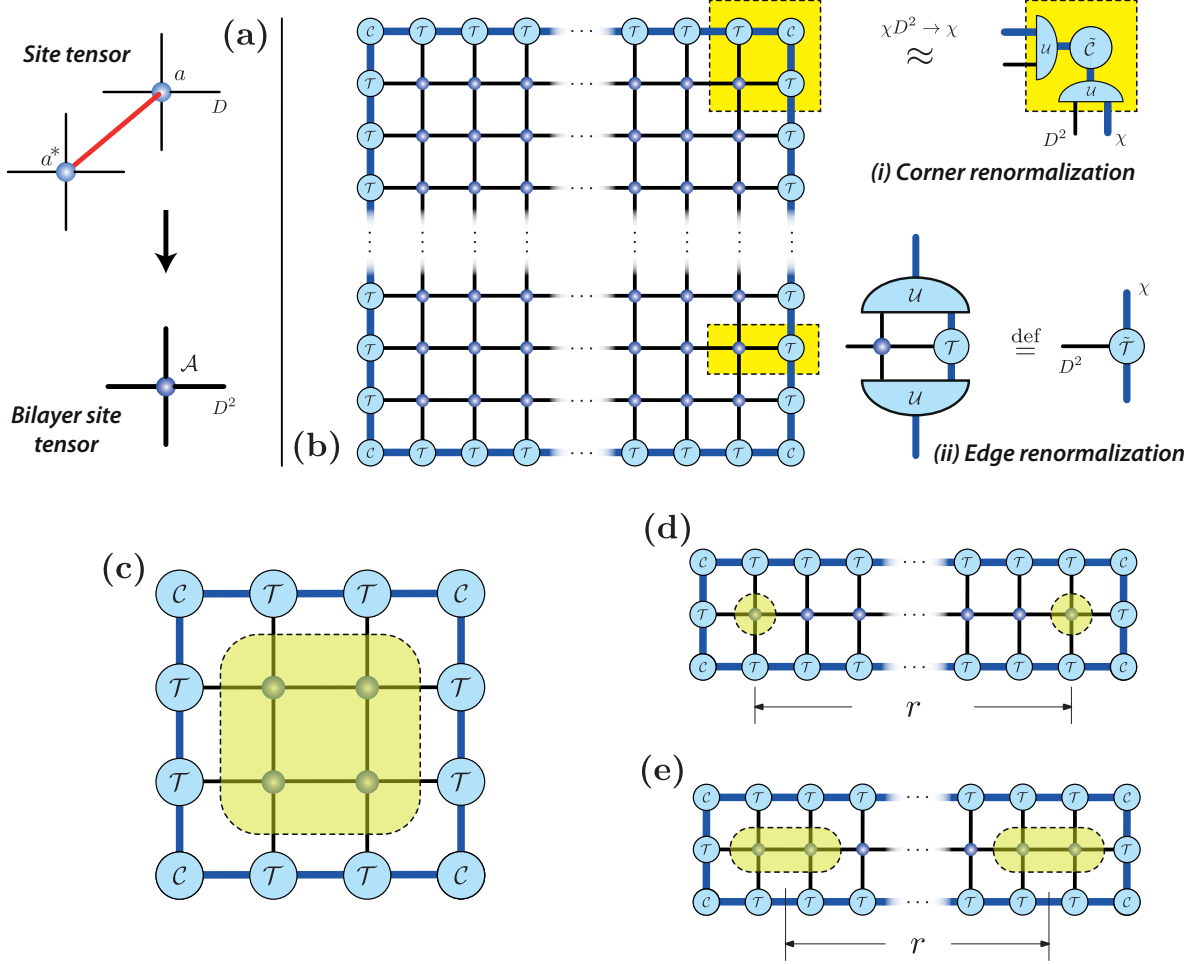 (a)
Site tensor
a
D
a*
A
D²
Bilayer site
tensor
(b)
C T T T ··· T T T C
T T
T T
T T
⋮ ⋮ ⋮ ⋮ ⋮ ⋮ ⋮ ⋮
T T
··· 
T T
T T
C T T T ··· T T T C
χD² → χ
≈
U
C̃
U
D²
χ
(i) Corner renormalization
U
T
U
def
=
χ
T̃
D²
(ii) Edge renormalization
(c)
C T T C
T T
T T
C T T C
(d)
C T T T ··· T T T C
T ··· T
C T T T ··· T T T C
r
(e)
C T T T ··· T T T C
T ··· T
C T T T ··· T T T C
r